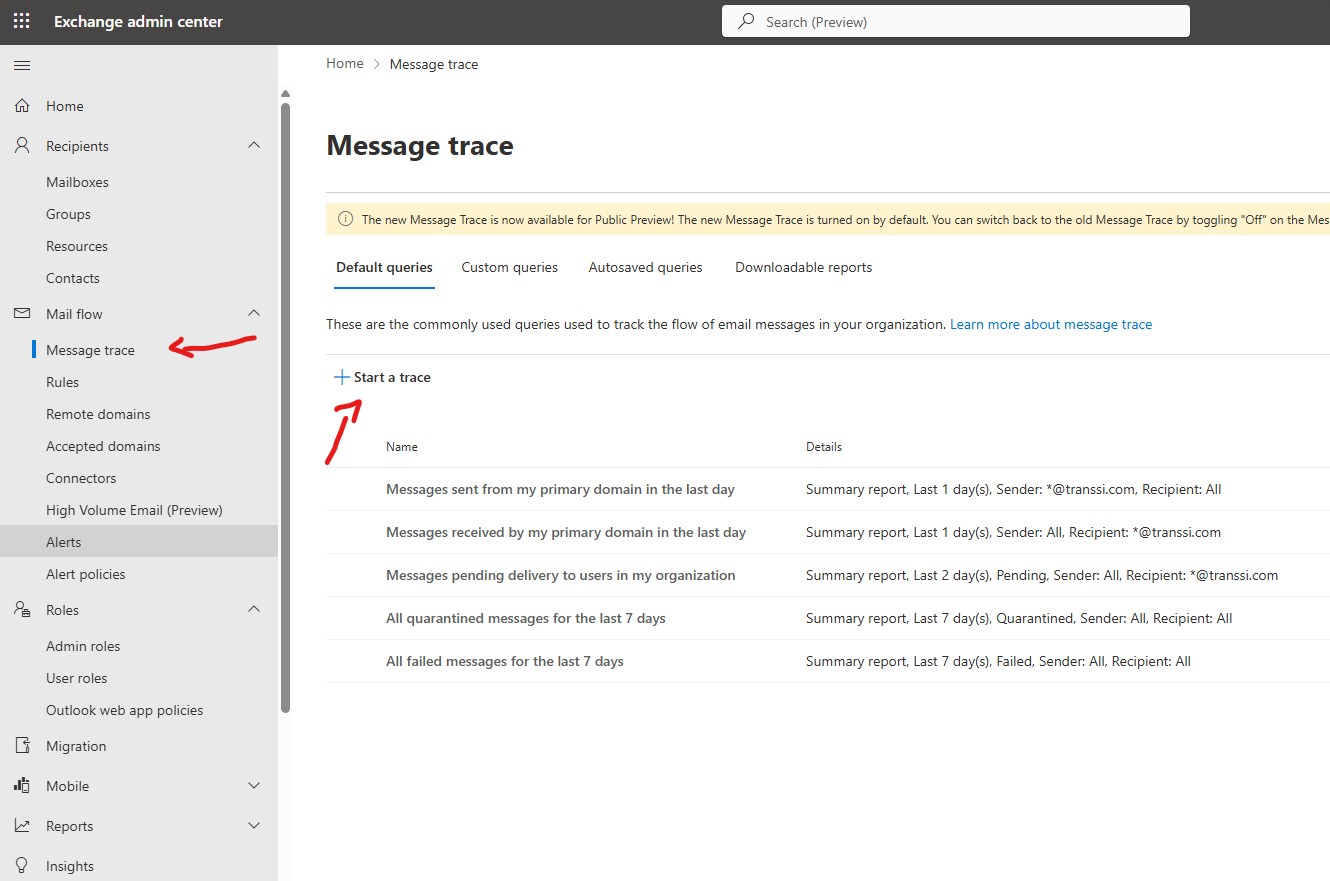 Exchange admin center
Search (Preview)
Home
Recipients
Mailboxes
Groups
Resources
Contacts
Mail flow
Message trace
Rules
Remote domains
Accepted domains
Connectors
High Volume Email (Preview)
Alerts
Alert policies
Roles
Admin roles
User roles
Outlook web app policies
Migration
Mobile
Reports
Insights
Home > Message trace
Message trace
The new Message Trace is now available for Public Preview! The new Message Trace is turned on by default. You can switch back to the old Message Trace by toggling "Off" on the Mes
Default queries Custom queries Autosaved queries Downloadable reports
These are the commonly used queries used to track the flow of email messages in your organization. Learn more about message trace
+ Start a trace
Name Details
Messages sent from my primary domain in the last day Summary report, Last 1 day(s), Sender: *@transsi.com, Recipient: All
Messages received by my primary domain in the last day Summary report, Last 1 day(s), Sender: All, Recipient: *@transsi.com
Messages pending delivery to users in my organization Summary report, Last 2 day(s), Pending, Sender: All, Recipient: *@transsi.com
All quarantined messages for the last 7 days Summary report, Last 7 day(s), Quarantined, Sender: All, Recipient: All
All failed messages for the last 7 days Summary report, Last 7 day(s), Failed, Sender: All, Recipient: All